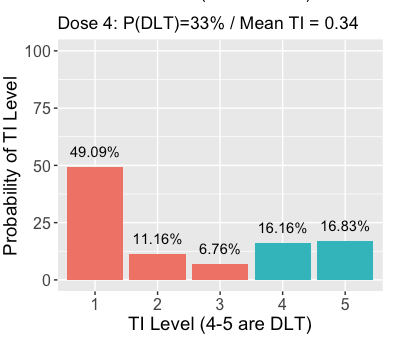 Dose 4: P(DLT)=33% / Mean TI = 0.34
Probability of TI Level
100
75
50
25
0
49.09%
11.16%
6.76%
16.16%
16.83%
1 2 3 4 5
TI Level (4-5 are DLT)